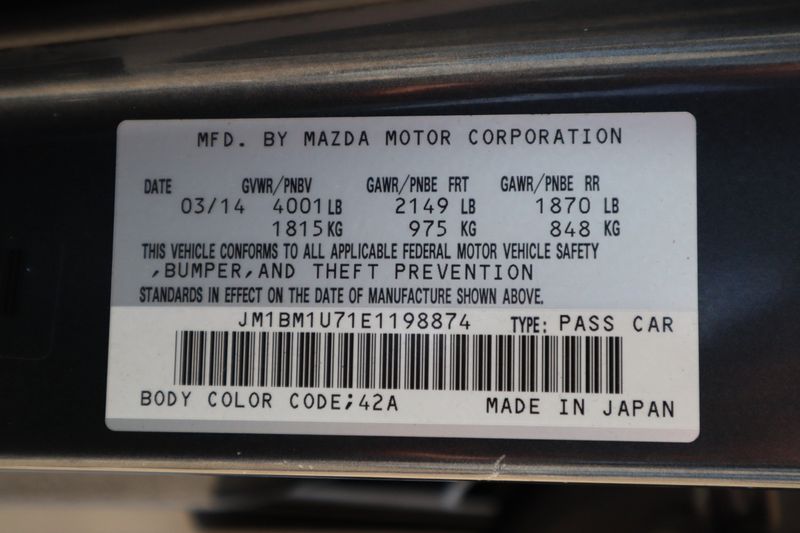 MFD. BY MAZDA MOTOR CORPORATION
DATE GVWR/PNBV GAWR/PNBE FRT GAWR/PNBE RR
03/14 4001 LB 2149 LB 1870 LB
1815 KG 975 KG 848 KG
THIS VEHICLE CONFORMS TO ALL APPLICABLE FEDERAL MOTOR VEHICLE SAFETY
,BUMPER,AND THEFT PREVENTION
STANDARDS IN EFFECT ON THE DATE OF MANUFACTURE SHOWN ABOVE.
JM1BM1U71E1198874 TYPE: PASS CAR
BODY COLOR CODE;42A MADE IN JAPAN